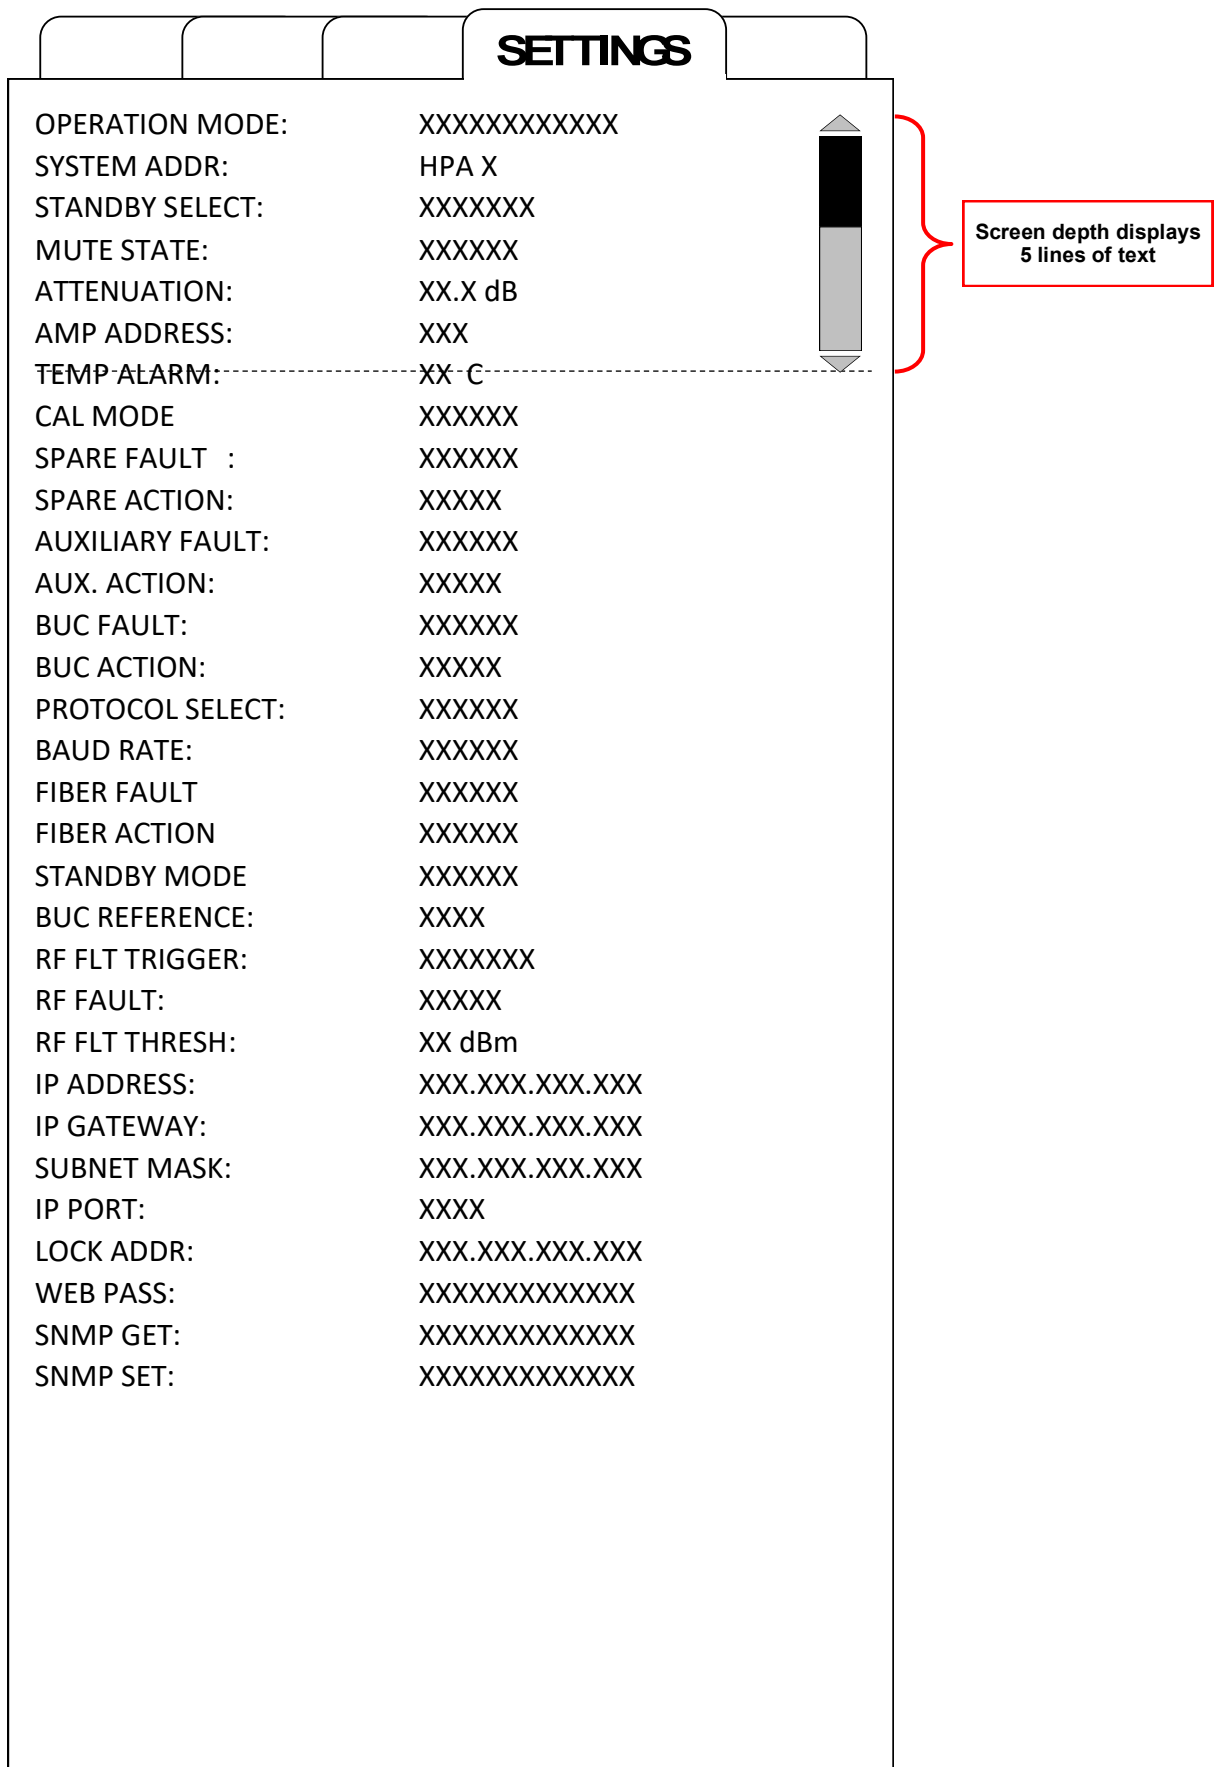 SETTINGS
OPERATION MODE: XXXXXXXXXXXX
SYSTEM ADDR: HPA X
STANDBY SELECT: XXXXXXX
MUTE STATE: XXXXXX
ATTENUATION: XX.X dB
AMP ADDRESS: XXX
TEMP ALARM: XX C
CAL MODE XXXXXX
SPARE FAULT : XXXXXX
SPARE ACTION: XXXXX
AUXILIARY FAULT: XXXXXX
AUX. ACTION: XXXXX
BUC FAULT: XXXXXX
BUC ACTION: XXXXX
PROTOCOL SELECT: XXXXXX
BAUD RATE: XXXXXX
FIBER FAULT XXXXXX
FIBER ACTION XXXXXX
STANDBY MODE XXXXXX
BUC REFERENCE: XXXX
RF FLT TRIGGER: XXXXXXX
RF FAULT: XXXXX
RF FLT THRESH: XX dBm
IP ADDRESS: XXX.XXX.XXX.XXX
IP GATEWAY: XXX.XXX.XXX.XXX
SUBNET MASK: XXX.XXX.XXX.XXX
IP PORT: XXXX
LOCK ADDR: XXX.XXX.XXX.XXX
WEB PASS: XXXXXXXXXXXXX
SNMP GET: XXXXXXXXXXXXX
SNMP SET: XXXXXXXXXXXXX
Screen depth displays
5 lines of text